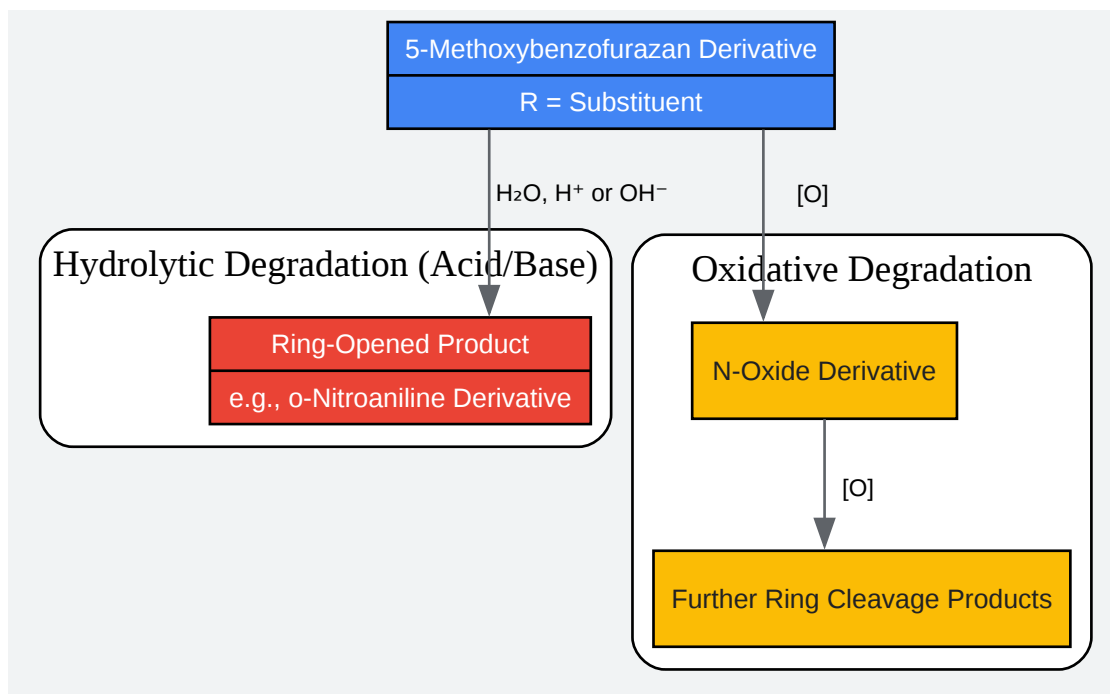 5-Methoxybenzofurazan Derivative
R = Substituent
H₂O, H⁺ or OH⁻
[O]
Hydrolytic Degradation (Acid/Base)
Oxidative Degradation
Ring-Opened Product
e.g., o-Nitroaniline Derivative
N-Oxide Derivative
[O]
Further Ring Cleavage Products